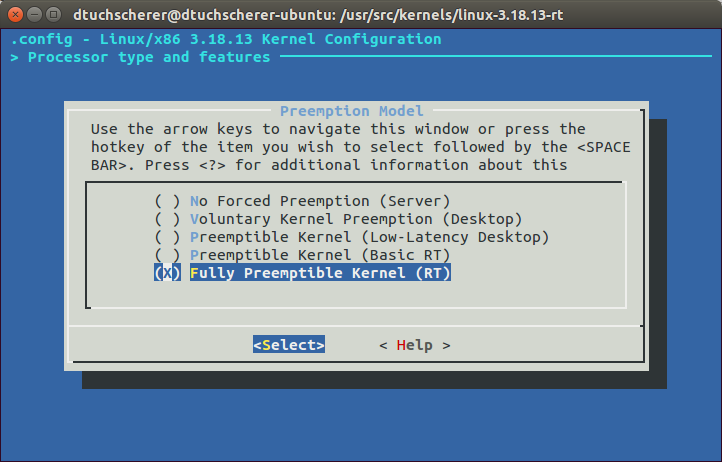 dtuchscherer@dtuchscherer-ubuntu: /usr/src/kernels/linux-3.18.13-rt
.config - Linux/x86 3.18.13 Kernel Configuration
> Processor type and features
Preemption Model
Use the arrow keys to navigate this window or press the
hotkey of the item you wish to select followed by the <SPACE
BAR>. Press <?> for additional information about this
( ) No Forced Preemption (Server)
( ) Voluntary Kernel Preemption (Desktop)
( ) Preemptible Kernel (Low-Latency Desktop)
( ) Preemptible Kernel (Basic RT)
(X) Fully Preemptible Kernel (RT)
<Select> < Help >